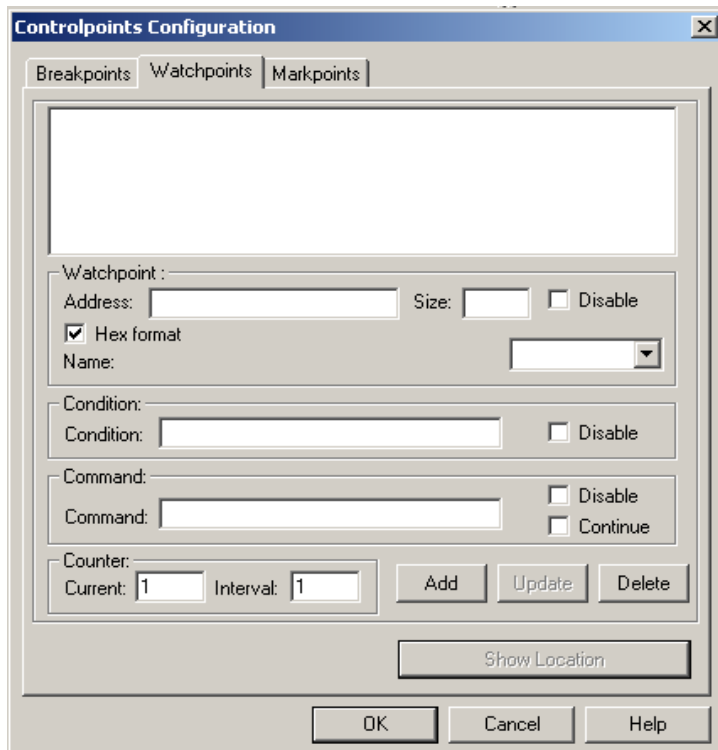 Controlpoints Configuration
Breakpoints Watchpoints Markpoints
Watchpoint :
Address: Size: Disable
Hex format
Name:
Condition:
Condition: Disable
Command:
Disable
Command:
Continue
Counter:
Current: 1 Interval: 1 Add Update Delete
Show Location
OK Cancel Help